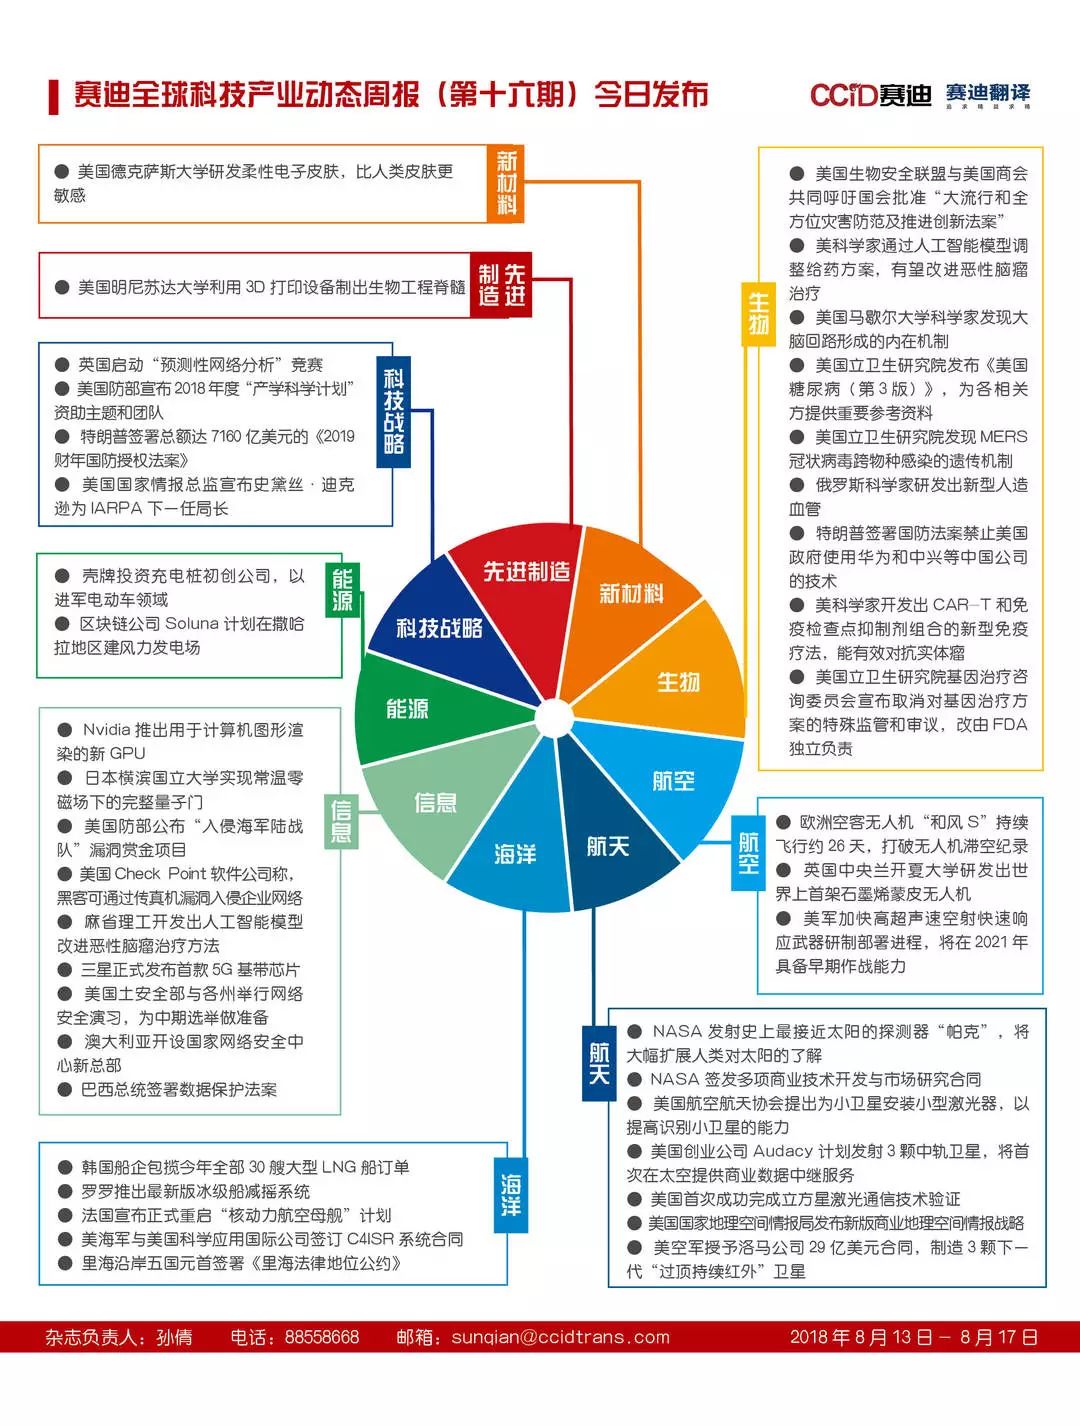 赛迪全球科技产业动态周报（第十六期）今日发布
CCiD赛迪
赛迪翻译
追求精益求精
● 美国德克萨斯大学研发柔性电子皮肤，比人类皮肤更
敏感
新材料
● 美国明尼苏达大学利用 3D 打印设备制出生物工程脊髓
先进
制造
● 英国启动“预测性网络分析”竞赛
● 美国防部宣布 2018 年度“产学科学计划”
资助主题和团队
● 特朗普签署总额达 7160 亿美元的《2019
财年国防授权法案》
● 美国国家情报总监宣布史黛丝·迪克
逊为 IARPA 下一任局长
科技战略
● 壳牌投资充电桩初创公司，以
进军电动车领域
● 区块链公司 Soluna 计划在撒哈
拉地区建风力发电场
能源
● Nvidia 推出用于计算机图形渲
染的新 GPU
● 日本横滨国立大学实现常温零
磁场下的完整量子门
● 美国防部公布“入侵海军陆战
队”漏洞赏金项目
● 美国 Check Point 软件公司称，
黑客可通过传真机漏洞入侵企业网络
● 麻省理工开发出人工智能模型
改进恶性脑瘤治疗方法
● 三星正式发布首款 5G 基带芯片
● 美国土安全部与各州举行网络
安全演习，为中期选举做准备
● 澳大利亚开设国家网络安全中
心新总部
● 巴西总统签署数据保护法案
信息
● 韩国船企包揽今年全部 30 艘大型 LNG 船订单
● 罗罗推出最新版冰级船减摇系统
● 法国宣布正式重启“核动力航空母舰”计划
● 美海军与美国科学应用国际公司签订 C4ISR 系统合同
● 里海沿岸五国元首签署《里海法律地位公约》
海洋
先进制造
新材料
科技战略
生物
能源
航空
信息
航天
海洋
● 美国生物安全联盟与美国商会
共同呼吁国会批准“大流行和全
方位灾害防范及推进创新法案”
● 美科学家通过人工智能模型调
整给药方案，有望改进恶性脑瘤
治疗
● 美国马歇尔大学科学家发现大
脑回路形成的内在机制
● 美国立卫生研究院发布《美国
糖尿病（第 3 版）》，为各相关
方提供重要参考资料
● 美国立卫生研究院发现 MERS
冠状病毒跨物种感染的遗传机制
● 俄罗斯科学家研发出新型人造
血管
● 特朗普签署国防法案禁止美国
政府使用华为和中兴等中国公司
的技术
● 美科学家开发出 CAR-T 和免
疫检查点抑制剂组合的新型免疫
疗法，能有效对抗实体瘤
● 美国立卫生研究院基因治疗咨
询委员会宣布取消对基因治疗方
案的特殊监管和审议，改由 FDA
独立负责
生物
● 欧洲空客无人机“和风 S”持续
飞行约 26 天，打破无人机滞空纪录
● 英国中央兰开夏大学研发出世
界上首架石墨烯蒙皮无人机
● 美军加快高超声速空射快速响
应武器研制部署进程，将在 2021 年
具备早期作战能力
航空
● NASA 发射史上最接近太阳的探测器“帕克”，将
大幅扩展人类对太阳的了解
● NASA 签发多项商业技术开发与市场研究合同
● 美国航空航天协会提出为小卫星安装小型激光器，以
提高识别小卫星的能力
● 美国创业公司 Audacy 计划发射 3 颗中轨卫星，将首
次在太空提供商业数据中继服务
● 美国首次成功完成立方星激光通信技术验证
● 美国国家地理空间情报局发布新版商业地理空间情报战略
● 美空军授予洛马公司 29 亿美元合同，制造 3 颗下一
代“过顶持续红外”卫星
航天
杂志负责人：孙倩 电话：88558668 邮箱：sunqian@ccidtrans.com 2018 年 8 月 13 日－ 8 月 17 日